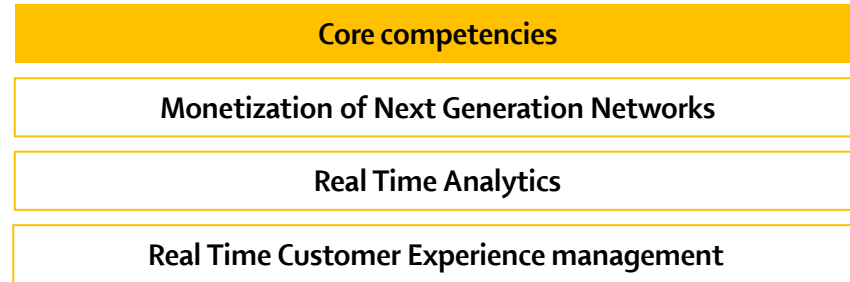 Core competencies
Monetization of Next Generation Networks
Real Time Analytics
Real Time Customer Experience management